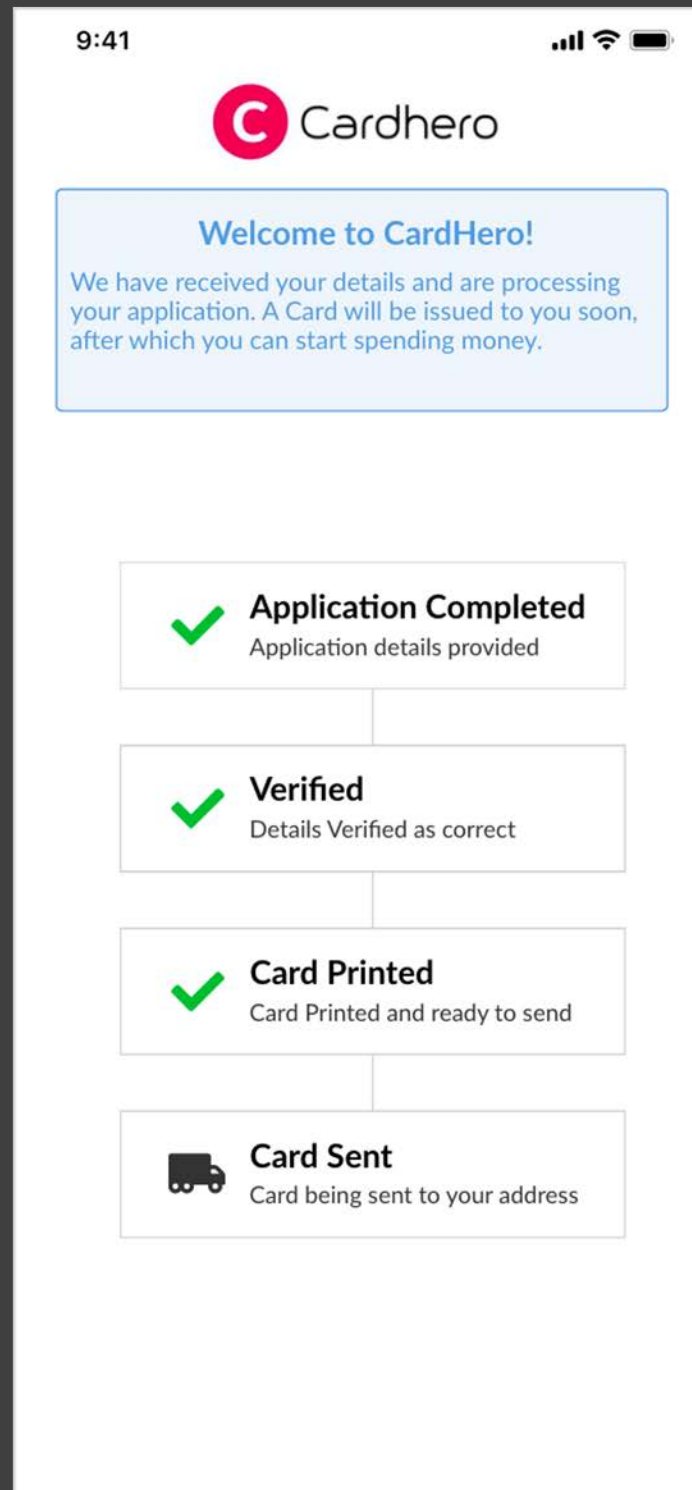 9:41
C Cardhero
Welcome to CardHero!
We have received your details and are processing
your application. A Card will be issued to you soon,
after which you can start spending money.
Application Completed
Application details provided
Verified
Details Verified as correct
Card Printed
Card Printed and ready to send
Card Sent
Card being sent to your address